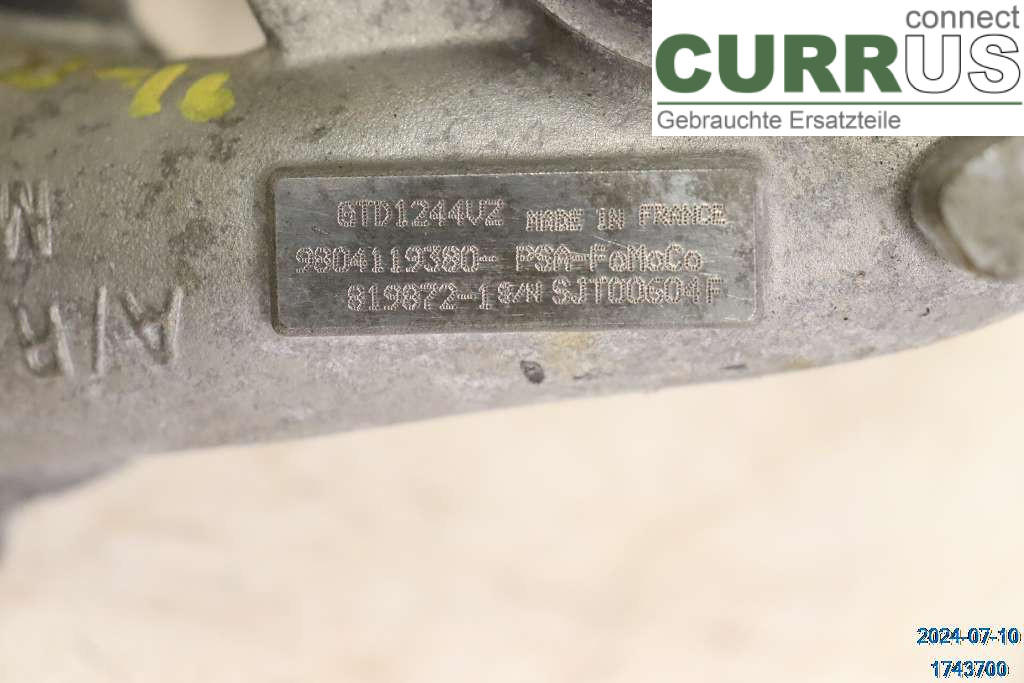 connect
CURRUS
Gebrauchte Ersatzteile
GTD1244VZ MADE IN FRANCE
9804119380- PSA-FoMoCo
819872-1 S/N SJT00604F
2024-07-10
1743700